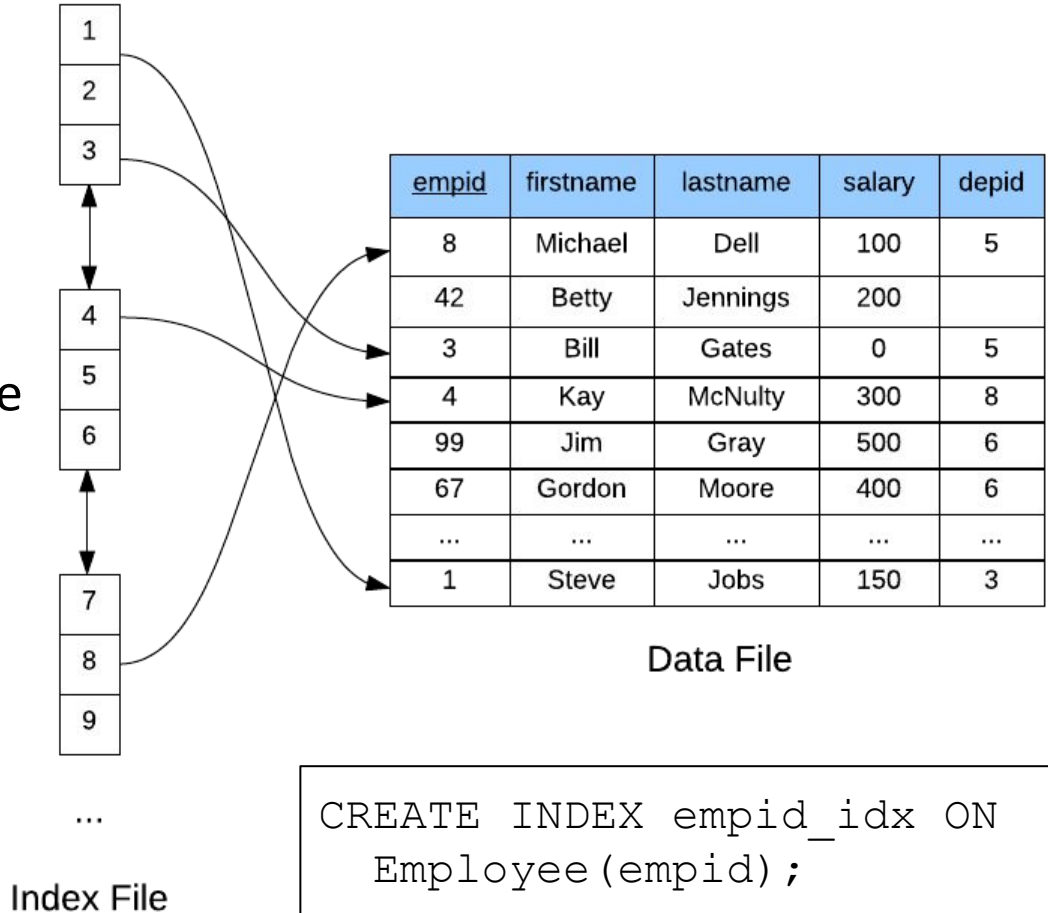 1
2
3
4
5
6
7
8
9
...
Index File
e
empid firstname lastname salary depid
8 Michael Dell 100 5
42 Betty Jennings 200
3 Bill Gates 0 5
4 Kay McNulty 300 8
99 Jim Gray 500 6
67 Gordon Moore 400 6
... ... ... ... ...
1 Steve Jobs 150 3
Data File
CREATE INDEX empid_idx ON
Employee(empid);